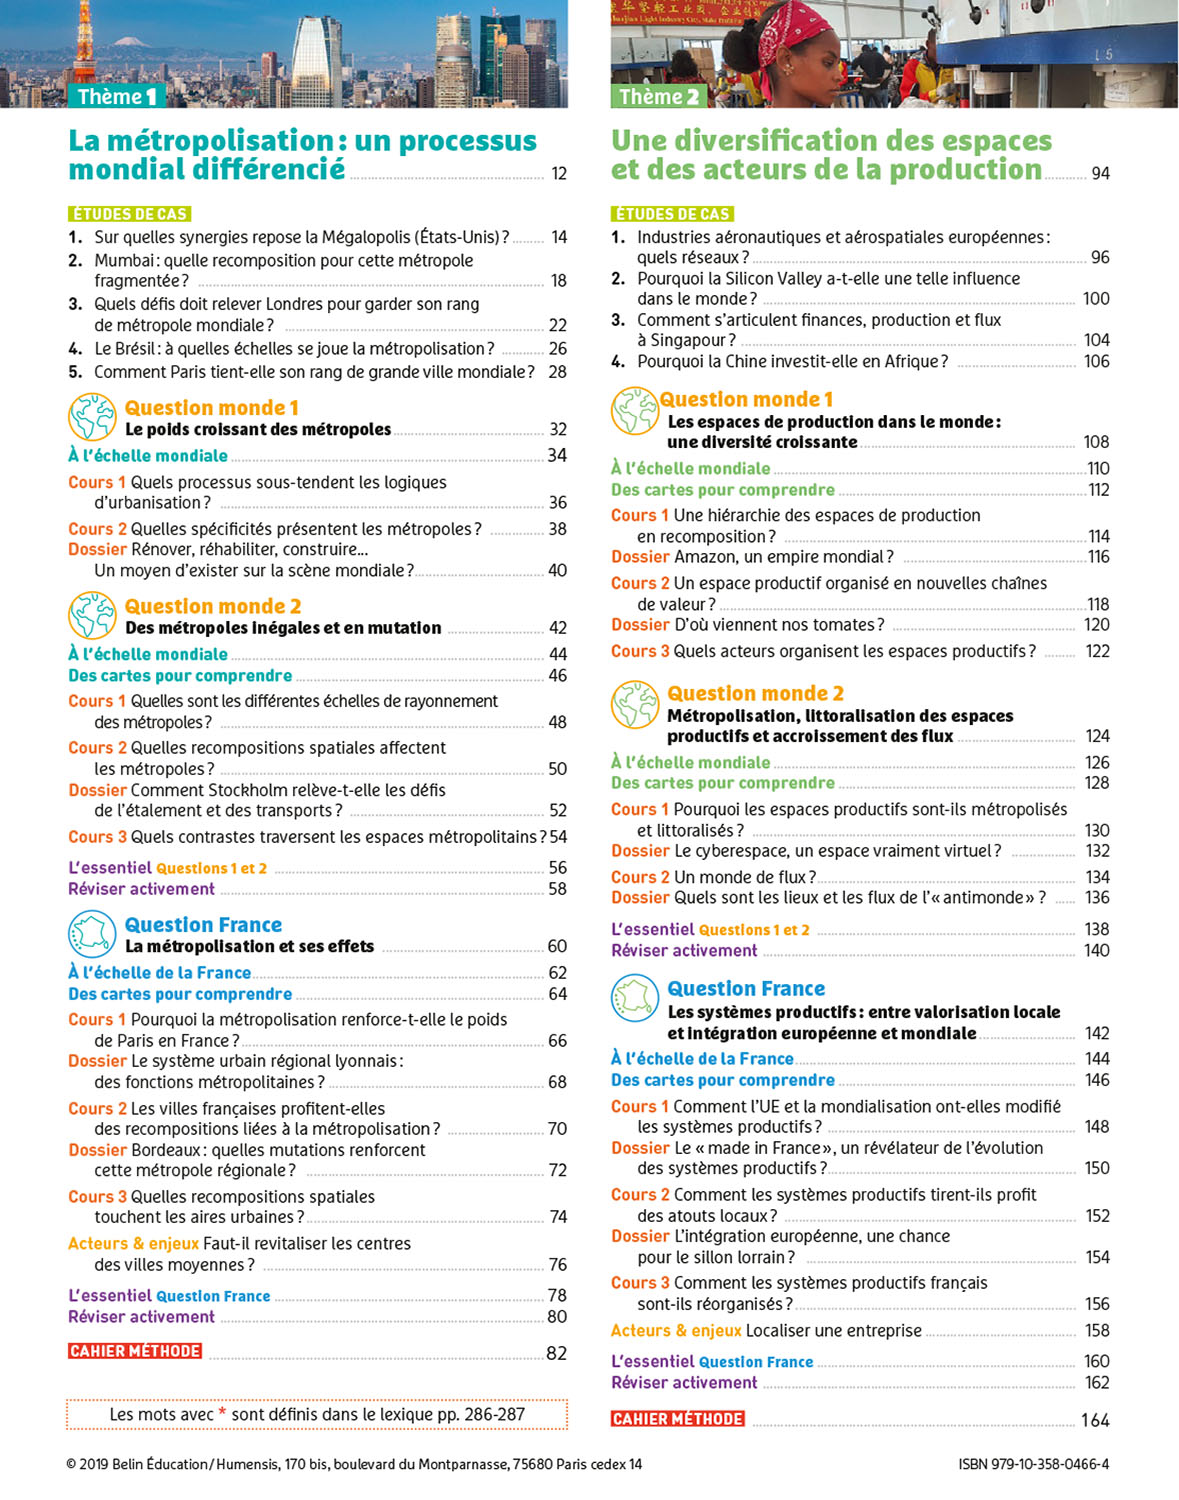 Thème 1
La métropolisation : un processus
mondial différencié 12
ÉTUDES DE CAS
1. Sur quelles synergies repose la Mégalopolis (États-Unis) ? 14
2. Mumbai : quelle recomposition pour cette métropole
fragmentée ? 18
3. Quels défis doit relever Londres pour garder son rang
de métropole mondiale ? 22
4. Le Brésil : à quelles échelles se joue la métropolisation ? 26
5. Comment Paris tient-elle son rang de grande ville mondiale ? 28
Question monde 1
Le poids croissant des métropoles 32
À l'échelle mondiale 34
Cours 1 Quels processus sous-tendent les logiques
d'urbanisation ? 36
Cours 2 Quelles spécificités présentent les métropoles ? 38
Dossier Rénover, réhabiliter, construire...
Un moyen d'exister sur la scène mondiale ? 40
Question monde 2
Des métropoles inégales et en mutation 42
À l'échelle mondiale 44
Des cartes pour comprendre 46
Cours 1 Quelles sont les différentes échelles de rayonnement
des métropoles ? 48
Cours 2 Quelles recompositions spatiales affectent
les métropoles ? 50
Dossier Comment Stockholm relève-t-elle les défis
de l'étalement et des transports ? 52
Cours 3 Quels contrastes traversent les espaces métropolitains ? 54
L'essentiel Questions 1 et 2 56
Réviser activement 58
Question France
La métropolisation et ses effets 60
À l'échelle de la France 62
Des cartes pour comprendre 64
Cours 1 Pourquoi la métropolisation renforce-t-elle le poids
de Paris en France ? 66
Dossier Le système urbain régional lyonnais :
des fonctions métropolitaines ? 68
Cours 2 Les villes françaises profitent-elles
des recompositions liées à la métropolisation ? 70
Dossier Bordeaux : quelles mutations renforcent
cette métropole régionale ? 72
Cours 3 Quelles recompositions spatiales
touchent les aires urbaines ? 74
Acteurs & enjeux Faut-il revitaliser les centres
des villes moyennes ? 76
L'essentiel Question France 78
Réviser activement 80
CAHIER MÉTHODE 82
Les mots avec * sont définis dans le lexique pp. 286-287
L 5
Thème 2
Une diversification des espaces
et des acteurs de la production 94
ÉTUDES DE CAS
1. Industries aéronautiques et aérospatiales européennes :
quels réseaux ? 96
2. Pourquoi la Silicon Valley a-t-elle une telle influence
dans le monde ? 100
3. Comment s'articulent finances, production et flux
à Singapour ? 104
4. Pourquoi la Chine investit-elle en Afrique ? 106
Question monde 1
Les espaces de production dans le monde :
une diversité croissante 108
À l'échelle mondiale 110
Des cartes pour comprendre 112
Cours 1 Une hiérarchie des espaces de production
en recomposition ? 114
Dossier Amazon, un empire mondial ? 116
Cours 2 Un espace productif organisé en nouvelles chaînes
de valeur ? 118
Dossier D'où viennent nos tomates ? 120
Cours 3 Quels acteurs organisent les espaces productifs ? 122
Question monde 2
Métropolisation, littoralisation des espaces
productifs et accroissement des flux 124
À l'échelle mondiale 126
Des cartes pour comprendre 128
Cours 1 Pourquoi les espaces productifs sont-ils métropolisés
et littoralisés ? 130
Dossier Le cyberespace, un espace vraiment virtuel ? 132
Cours 2 Un monde de flux ? 134
Dossier Quels sont les lieux et les flux de l'« antimonde » ? 136
L'essentiel Questions 1 et 2 138
Réviser activement 140
Question France
Les systèmes productifs : entre valorisation locale
et intégration européenne et mondiale 142
À l'échelle de la France 144
Des cartes pour comprendre 146
Cours 1 Comment l'UE et la mondialisation ont-elles modifié
les systèmes productifs ? 148
Dossier Le « made in France », un révélateur de l'évolution
des systèmes productifs ? 150
Cours 2 Comment les systèmes productifs tirent-ils profit
des atouts locaux ? 152
Dossier L'intégration européenne, une chance
pour le sillon lorrain ? 154
Cours 3 Comment les systèmes productifs français
sont-ils réorganisés ? 156
Acteurs & enjeux Localiser une entreprise 158
L'essentiel Question France 160
Réviser activement 162
CAHIER MÉTHODE 164
© 2019 Belin Éducation / Humensis, 170 bis, boulevard du Montparnasse, 75680 Paris cedex 14
ISBN 979-10-358-0466-4